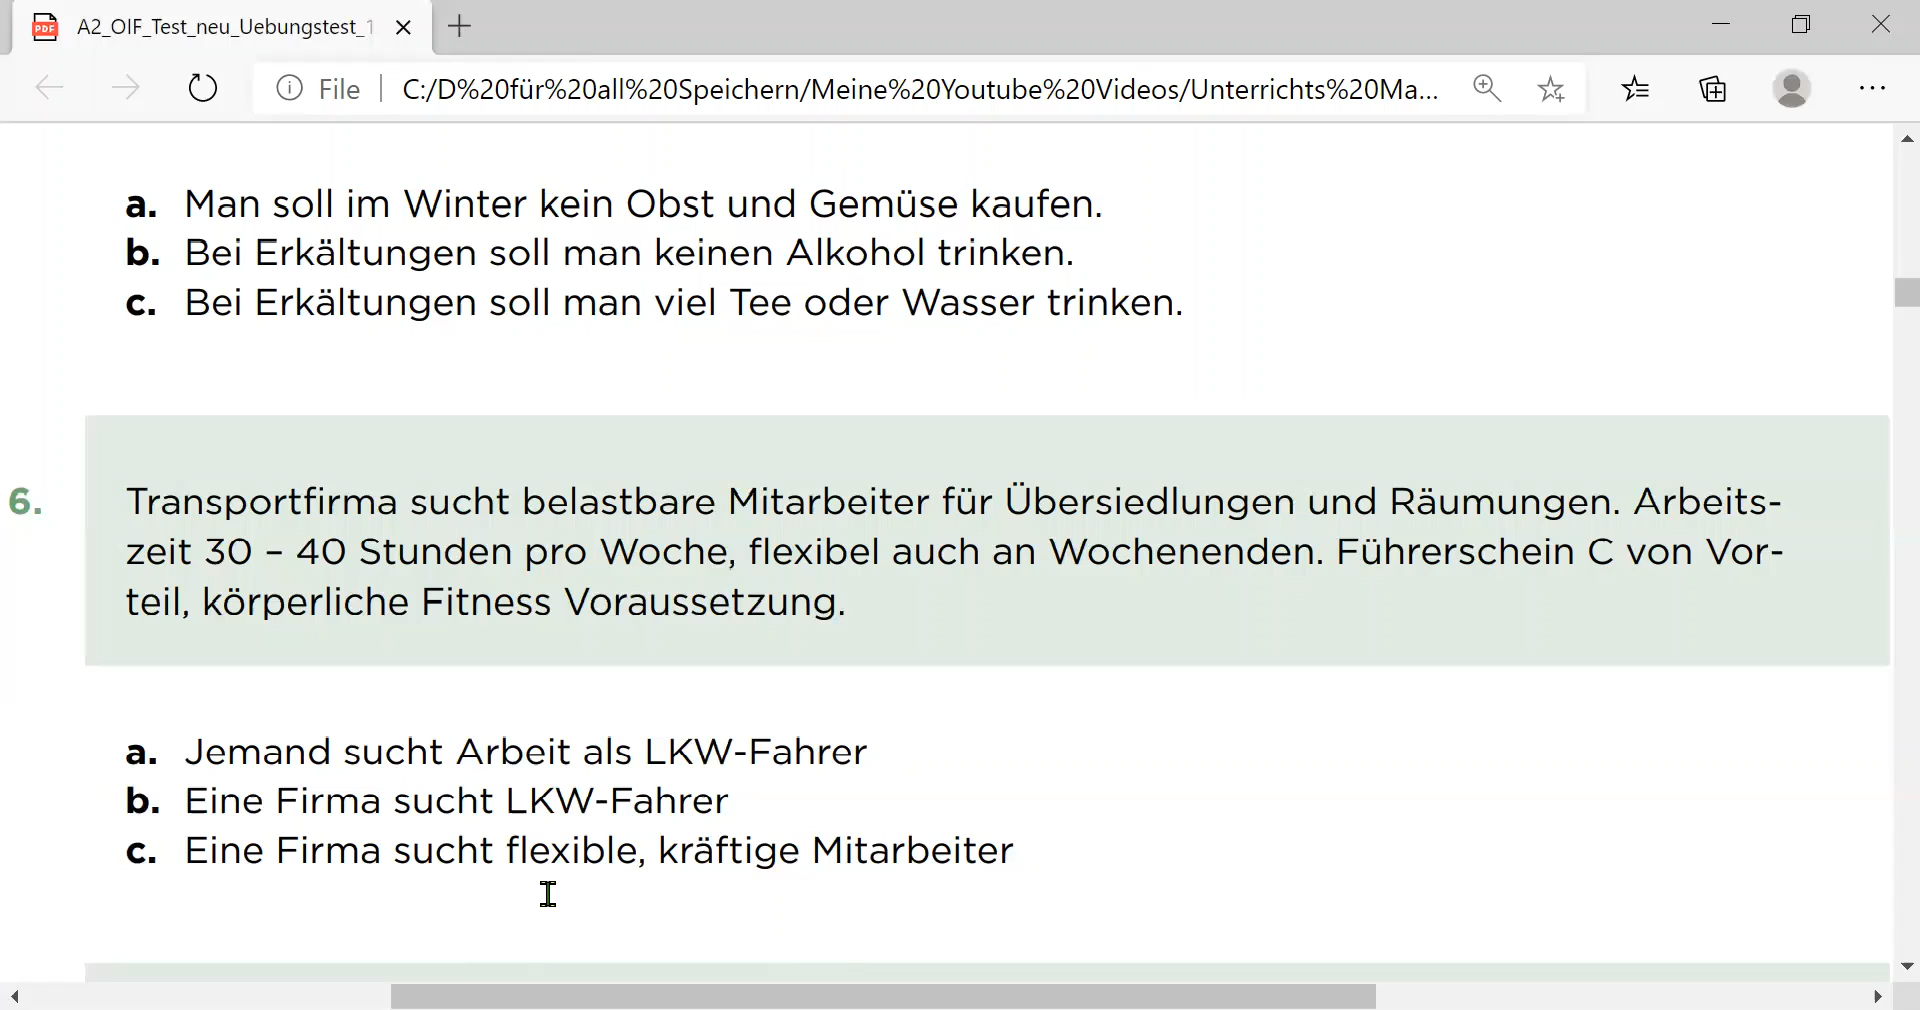 PDF A2_OIF_Test_neu_Uebungstest_1
File C:/D%20für%20all%20Speichern/Meine%20Youtube%20Videos/Unterrichts%20Ma...
a. Man soll im Winter kein Obst und Gemüse kaufen.
b. Bei Erkältungen soll man keinen Alkohol trinken.
c. Bei Erkältungen soll man viel Tee oder Wasser trinken.
6. Transportfirma sucht belastbare Mitarbeiter für Übersiedlungen und Räumungen. Arbeits-
zeit 30 – 40 Stunden pro Woche, flexibel auch an Wochenenden. Führerschein C von Vor-
teil, körperliche Fitness Voraussetzung.
a. Jemand sucht Arbeit als LKW-Fahrer
b. Eine Firma sucht LKW-Fahrer
c. Eine Firma sucht flexible, kräftige Mitarbeiter